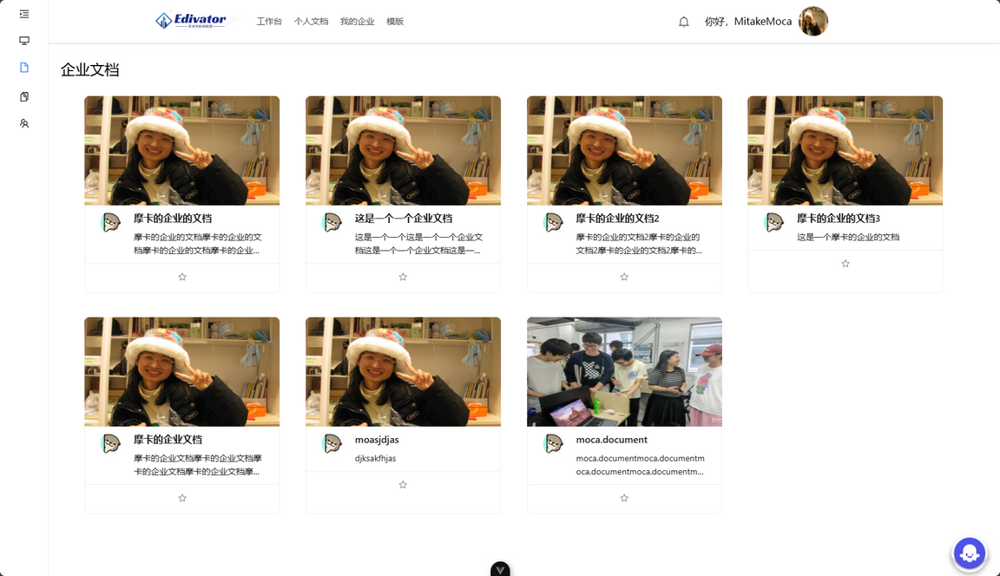 Edivator
工作台 个人文档 我的企业 模版
你好，MitakeMoca
企业文档
摩卡的企业的文档
摩卡的企业的文档摩卡的企业的文
档摩卡的企业的文档摩卡的企业...
这是一个一个企业文档
这是一个一个这是一个一个企业文
档这是一个一个企业文档这是一...
摩卡的企业的文档2
摩卡的企业的文档2摩卡的企业的
文档2摩卡的企业的文档2摩卡的...
摩卡的企业的文档3
这是一个摩卡的企业的文档
摩卡的企业文档
摩卡的企业文档摩卡的企业文档摩
卡的企业文档摩卡的企业文档摩...
moasjdjas
djksakfhjas
moca.document
moca.documentmoca.documentm
oca.documentmoca.documentm...